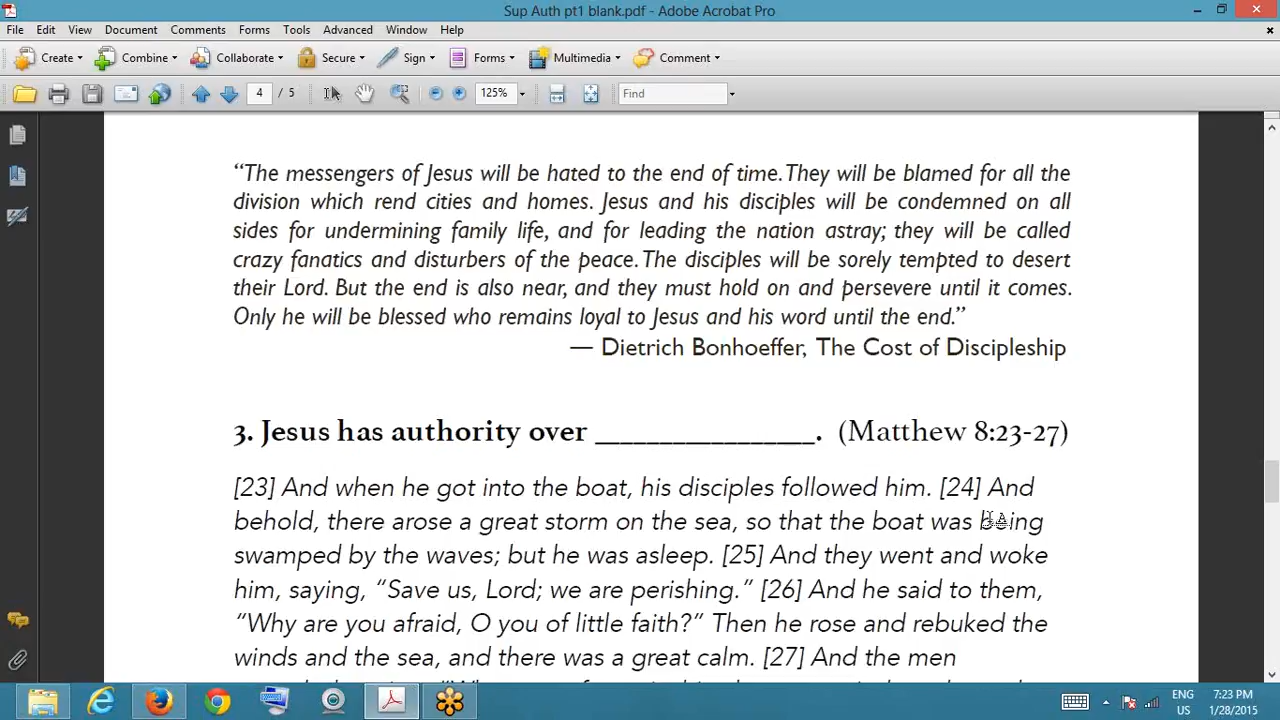 Sup Auth pt1 blank.pdf - Adobe Acrobat Pro
File Edit View Document Comments Forms Tools Advanced Window Help
Create Combine Collaborate Secure Sign Forms Multimedia Comment
4 / 5 125% Find
“The messengers of Jesus will be hated to the end of time. They will be blamed for all the
division which rend cities and homes. Jesus and his disciples will be condemned on all
sides for undermining family life, and for leading the nation astray; they will be called
crazy fanatics and disturbers of the peace. The disciples will be sorely tempted to desert
their Lord. But the end is also near, and they must hold on and persevere until it comes.
Only he will be blessed who remains loyal to Jesus and his word until the end.”
— Dietrich Bonhoeffer, The Cost of Discipleship
3. Jesus has authority over _________________. (Matthew 8:23-27)
[23] And when he got into the boat, his disciples followed him. [24] And
behold, there arose a great storm on the sea, so that the boat was being
swamped by the waves; but he was asleep. [25] And they went and woke
him, saying, “Save us, Lord; we are perishing.” [26] And he said to them,
“Why are you afraid, O you of little faith?” Then he rose and rebuked the
winds and the sea, and there was a great calm. [27] And the men
ENG 7:23 PM
US 1/28/2015